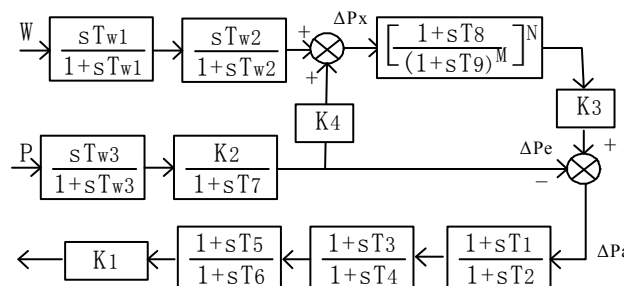 W sTw1 / 1+sTw1 sTw2 / 1+sTw2 + + ΔPx [ 1+sT8 / (1+sT9)^M ]^N
K4 K3
P sTw3 / 1+sTw3 K2 / 1+sT7 ΔPe − +
K1 1+sT5 / 1+sT6 1+sT3 / 1+sT4 1+sT1 / 1+sT2 ΔPa